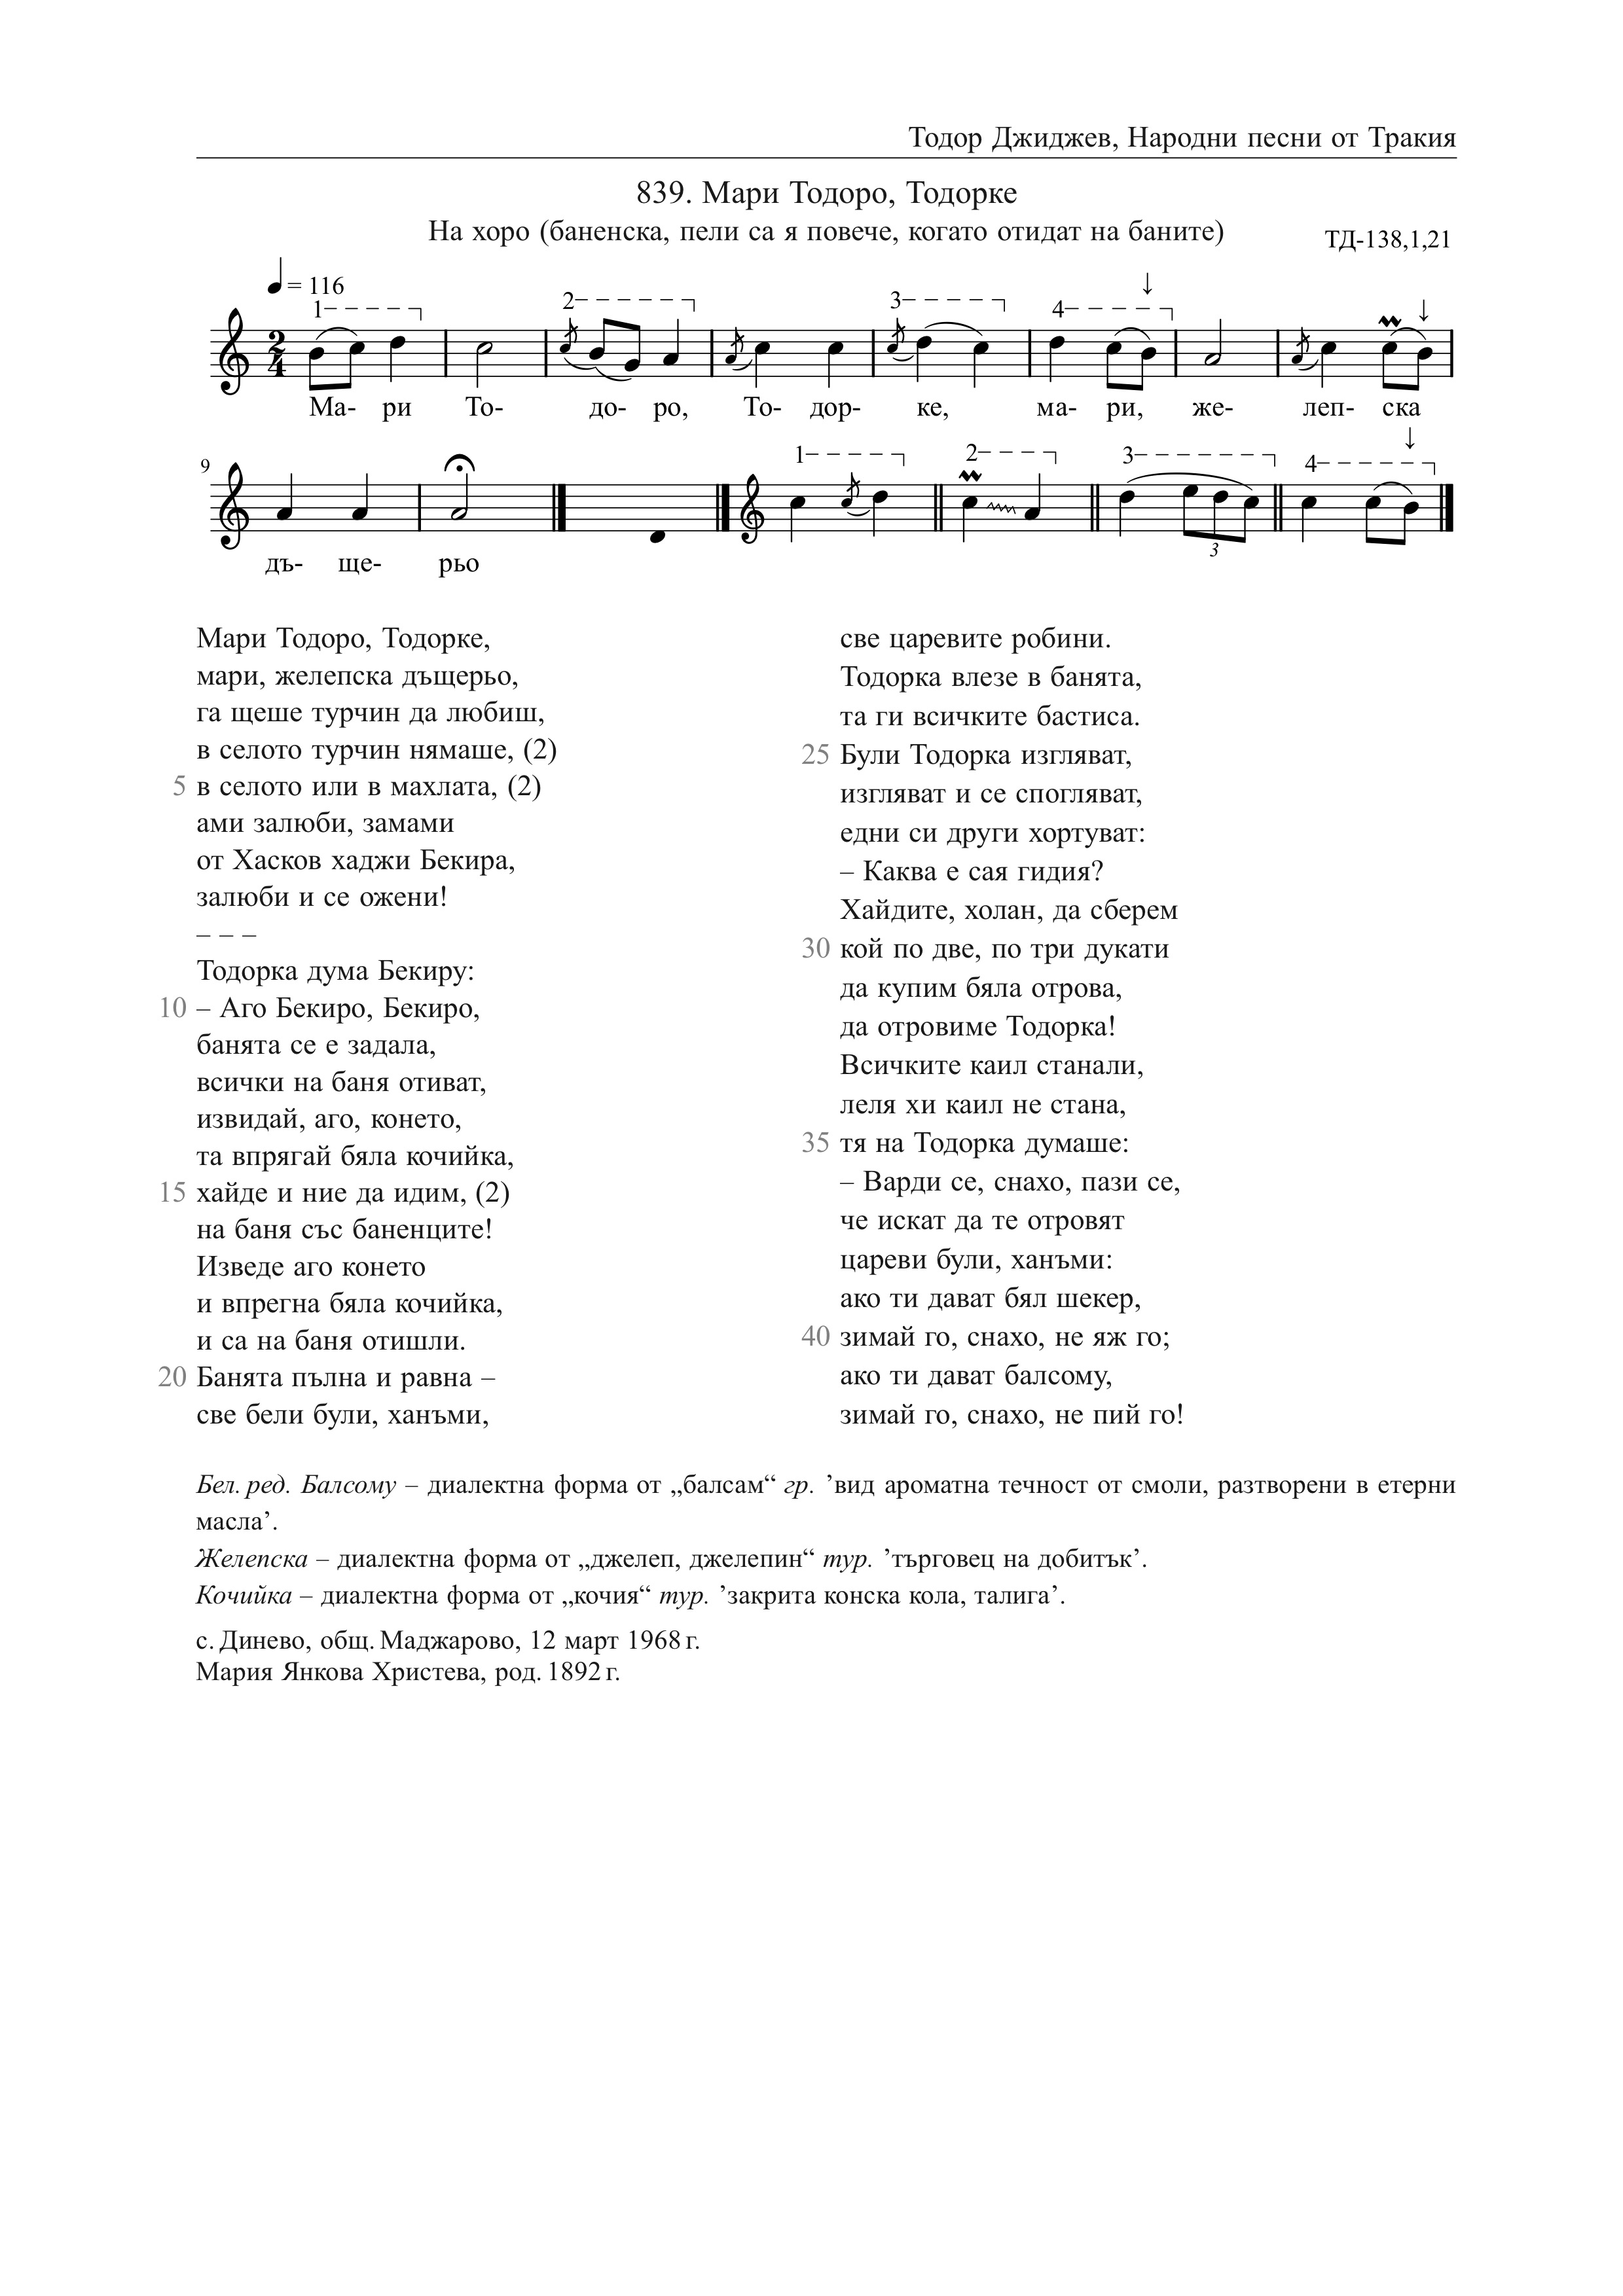 Тодор Джиджев, Народни песни от Тракия
839. Мари Тодоро, Тодорке
На хоро (баненска, пели са я повече, когато отидат на баните)
ТД-138,1,21
= 116
1 2 3 4
2
4
Ма- ри То- до- ро, То- дор- ке, ма- ри, же- леп- ска
9
1 2 3 4
3
дъ- ще- рьо
Мари Тодоро, Тодорке,
мари, желепска дъщерьо,
га щеше турчин да любиш,
в селото турчин нямаше, (2)
5 в селото или в махлата, (2)
ами залюби, замами
от Хасков хаджи Бекира,
залюби и се ожени!
– – –
Тодорка дума Бекиру:
10 – Аго Бекиро, Бекиро,
банята се е задала,
всички на баня отиват,
извидай, аго, конето,
та впрягай бяла кочийка,
15 хайде и ние да идим, (2)
на баня със баненците!
Изведе аго конето
и впрегна бяла кочийка,
и са на баня отишли.
20 Банята пълна и равна –
све бели були, ханъми,
све царевите робини.
Тодорка влезе в банята,
та ги всичките бастиса.
25 Були Тодорка изгляват,
изгляват и се спогляват,
едни си други хортуват:
– Каква е сая гидия?
Хайдите, холан, да сберем
30 кой по две, по три дукати
да купим бяла отрова,
да отровиме Тодорка!
Всичките каил станали,
леля хи каил не стана,
35 тя на Тодорка думаше:
– Варди се, снахо, пази се,
че искат да те отровят
цареви були, ханъми:
ако ти дават бял шекер,
40 зимай го, снахо, не яж го;
ако ти дават балсому,
зимай го, снахо, не пий го!
Бел. ред. Балсому – диалектна форма от „балсам“ гр. ’вид ароматна течност от смоли, разтворени в етерни
масла’.
Желепска – диалектна форма от „джелеп, джелепин“ тур. ’търговец на добитък’.
Кочийка – диалектна форма от „кочия“ тур. ’закрита конска кола, талига’.
с. Динево, общ. Маджарово, 12 март 1968 г.
Мария Янкова Христева, род. 1892 г.